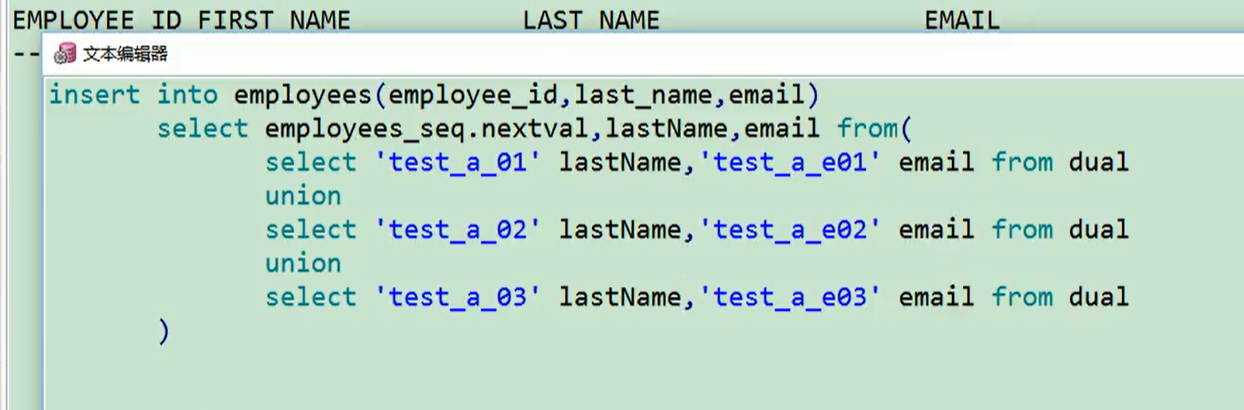 EMPLOYEE ID FIRST NAME LAST NAME EMAIL
--
文本编辑器
insert into employees(employee_id,last_name,email)
select employees_seq.nextval,lastName,email from(
select 'test_a_01' lastName,'test_a_e01' email from dual
union
select 'test_a_02' lastName,'test_a_e02' email from dual
union
select 'test_a_03' lastName,'test_a_e03' email from dual
)